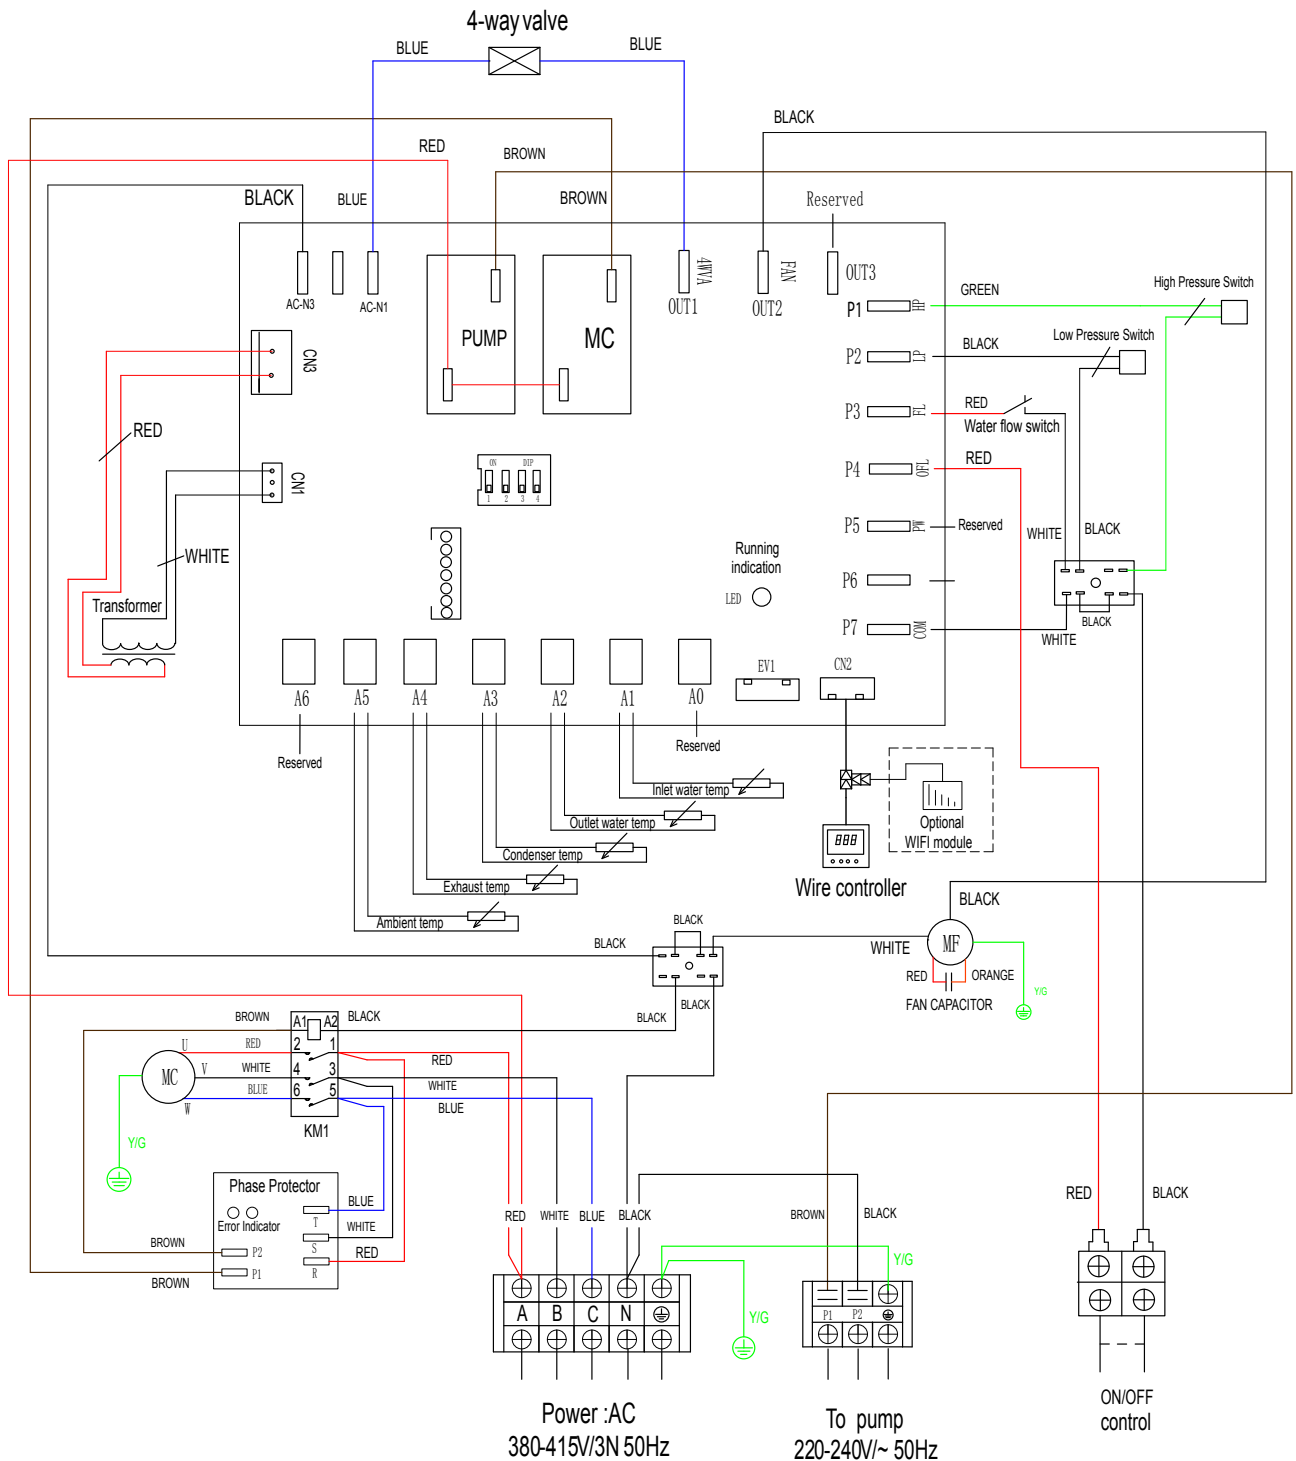 4-way valve
BLUE
BLUE
BLACK
RED
BROWN
BLACK
BLUE
BROWN
Reserved
AC-N3
AC-N1
PUMP
MC
4WVA
OUT1
FAN
OUT2
OUT3
P1
HP
GREEN
High Pressure Switch
P2
LP
BLACK
Low Pressure Switch
P3
FL
RED
Water flow switch
P4
OFL
RED
P5
PW
Reserved
P6
P7
COM
WHITE
BLACK
BLACK
WHITE
CN3
RED
CN1
WHITE
Transformer
ON
DIP
1
2
3
4
Running
indication
LED
EV1
CN2
A6
A5
A4
A3
A2
A1
A0
Reserved
Reserved
Inlet water temp
Outlet water temp
Condenser temp
Exhaust temp
Ambient temp
888
Wire controller
Optional
WIFI module
BLACK
WHITE
MF
RED
ORANGE
FAN CAPACITOR
Y/G
BLACK
BLACK
BLACK
BLACK
BROWN
A1
A2
BLACK
U
RED
2
1
RED
MC
V
WHITE
4
3
WHITE
W
BLUE
6
5
BLUE
KM1
Y/G
Phase Protector
Error Indicator
T
BLUE
S
WHITE
R
RED
P2
BROWN
P1
BROWN
RED
WHITE
BLUE
BLACK
A
B
C
N
Y/G
Power :AC
380-415V/3N 50Hz
BROWN
BLACK
Y/G
P1
P2
To pump
220-240V/~ 50Hz
RED
BLACK
ON/OFF
control